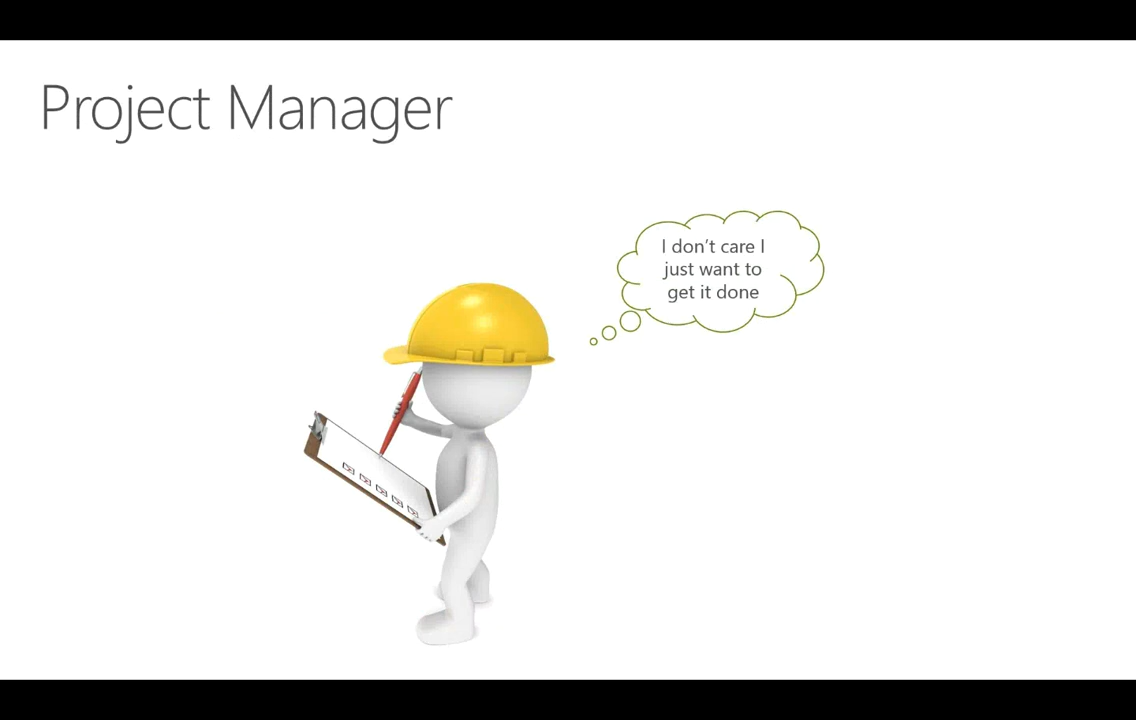 Project Manager
I don't care I
just want to
get it done